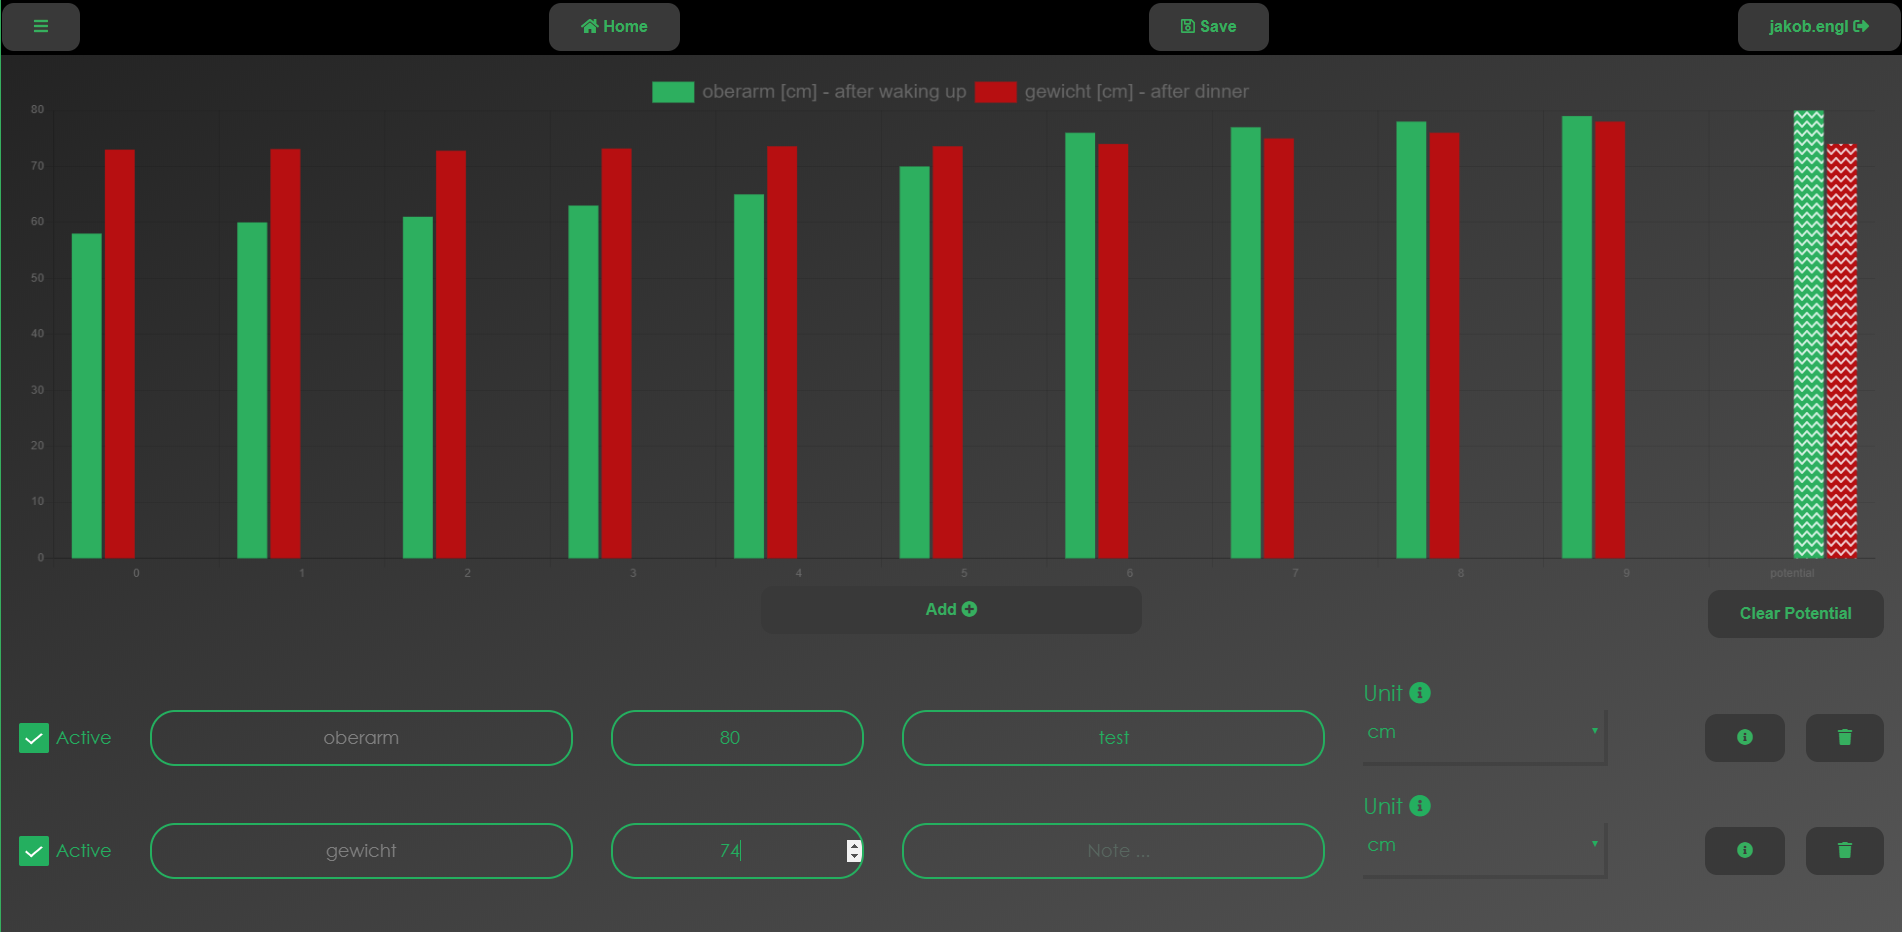 Home
Save
jakob.engl
oberarm [cm] - after waking up
gewicht [cm] - after dinner
80
70
60
50
40
30
20
10
0
0 1 2 3 4 5 6 7 8 9 potential
Add
Clear Potential
Unit
Active oberarm 80 test cm
Unit
Active gewicht 74 Note ... cm